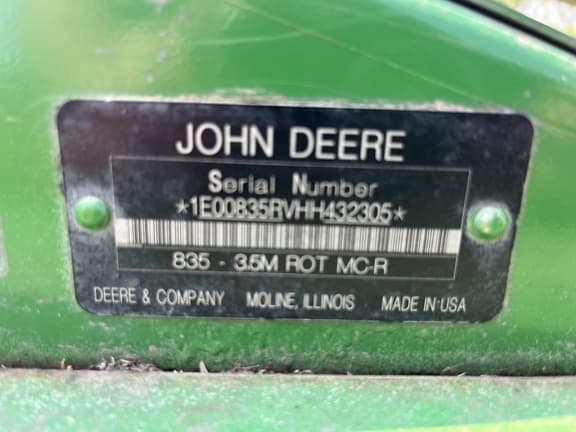 JOHN DEERE
Serial Number
*1E00835RVHH432305*
835 - 3.5M ROT MC-R
DEERE & COMPANY MOLINE, ILLINOIS MADE IN USA